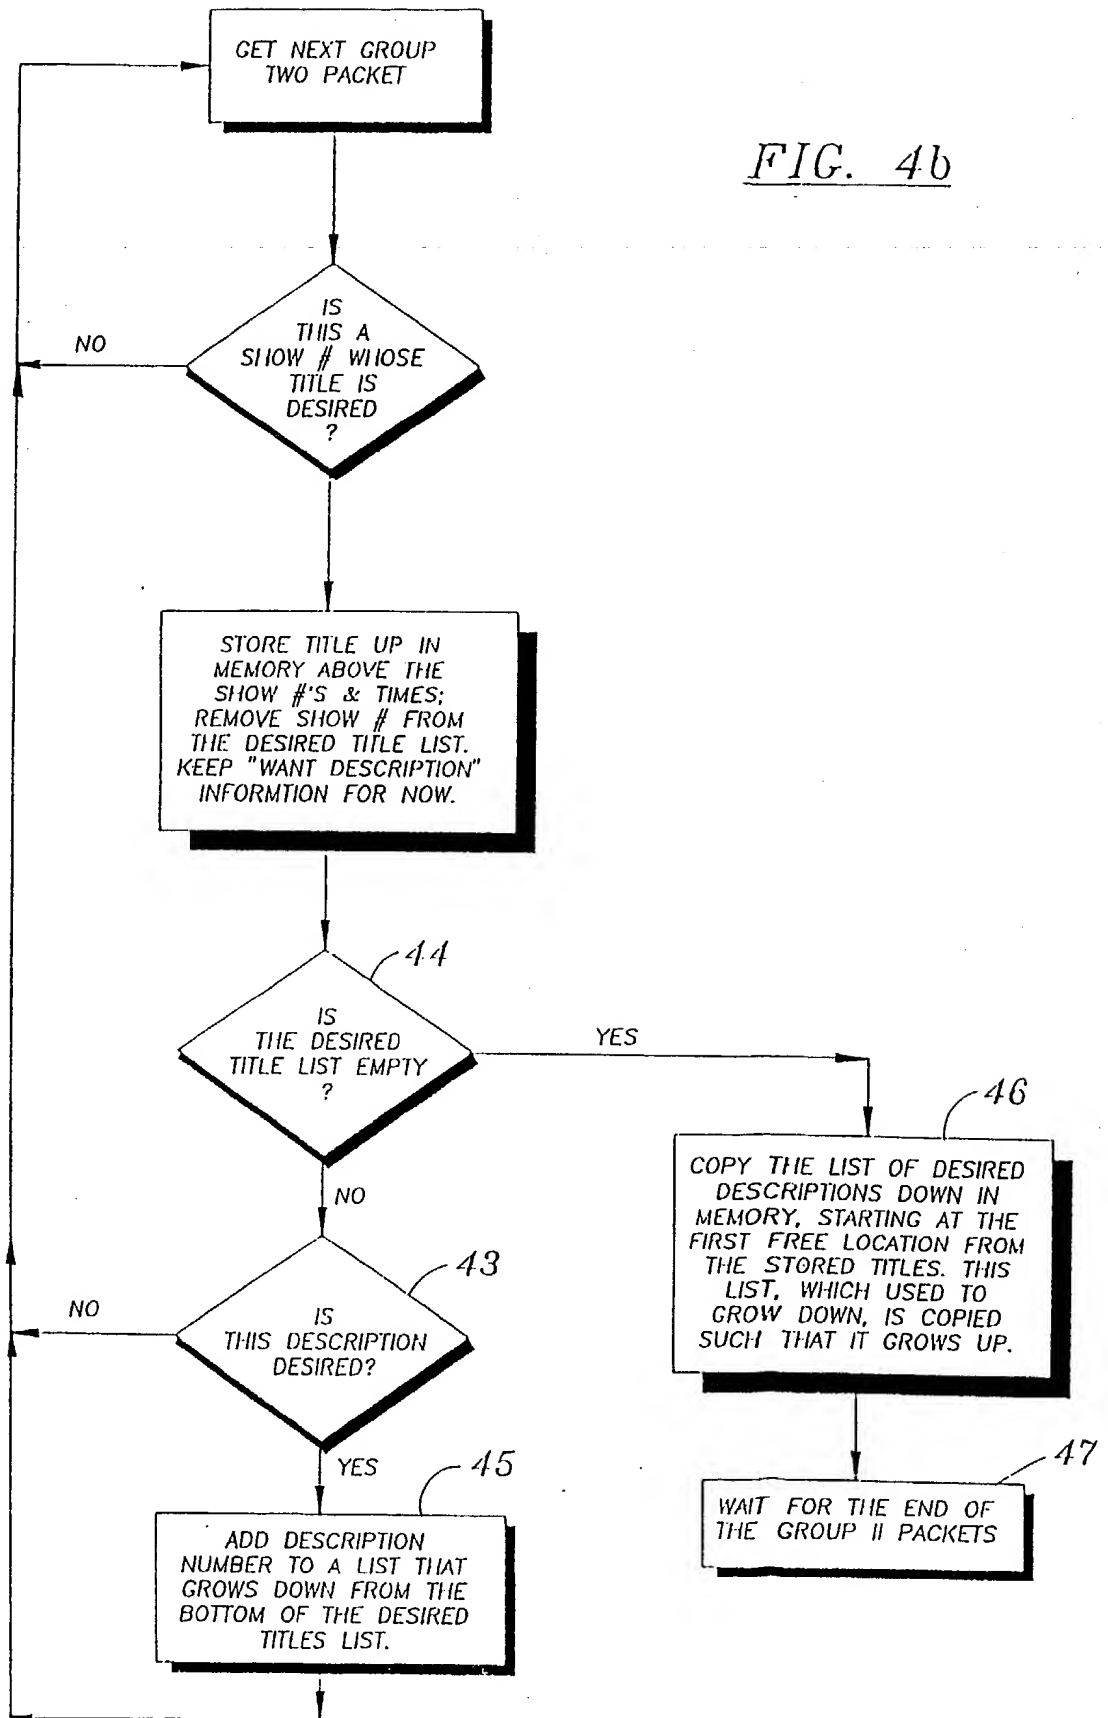 GET NEXT GROUP
TWO PACKET
FIG. 4b
IS
THIS A
SHOW # WHOSE
TITLE IS
DESIRED
?
NO
STORE TITLE UP IN
MEMORY ABOVE THE
SHOW #'S & TIMES;
REMOVE SHOW # FROM
THE DESIRED TITLE LIST.
KEEP "WANT DESCRIPTION"
INFORMTION FOR NOW.
44
IS
THE DESIRED
TITLE LIST EMPTY
?
YES
NO
46
COPY THE LIST OF DESIRED
DESCRIPTIONS DOWN IN
MEMORY, STARTING AT THE
FIRST FREE LOCATION FROM
THE STORED TITLES. THIS
LIST, WHICH USED TO
GROW DOWN, IS COPIED
SUCH THAT IT GROWS UP.
43
IS
THIS DESCRIPTION
DESIRED?
NO
YES
45
ADD DESCRIPTION
NUMBER TO A LIST THAT
GROWS DOWN FROM THE
BOTTOM OF THE DESIRED
TITLES LIST.
47
WAIT FOR THE END OF
THE GROUP II PACKETS